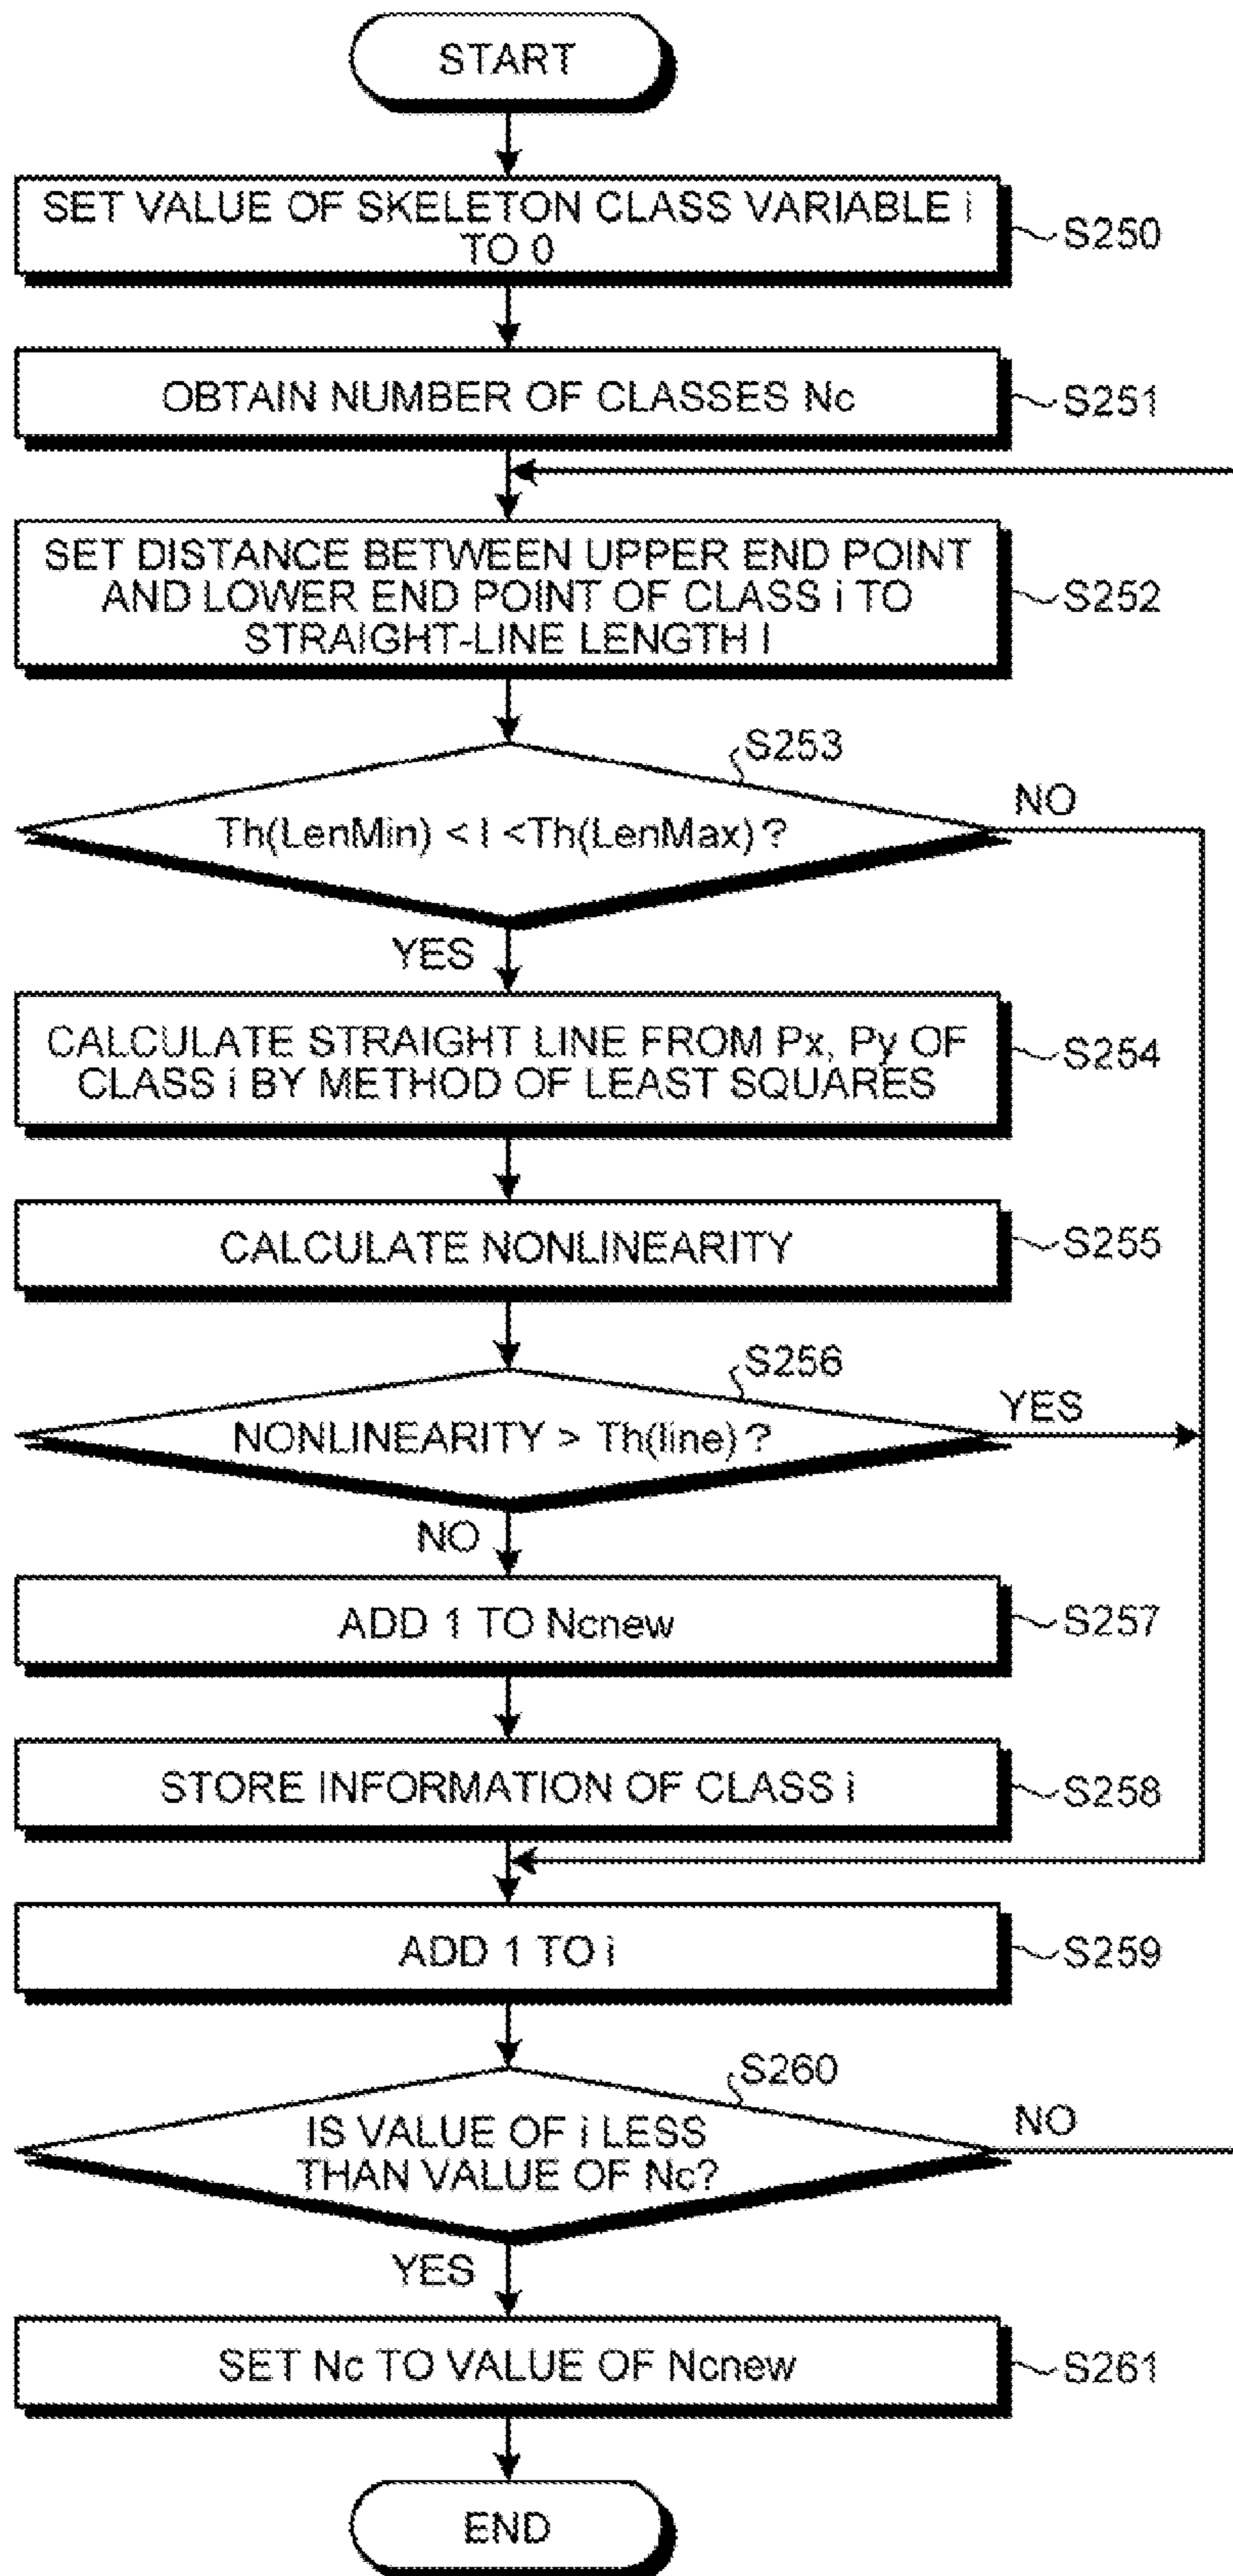 START
SET VALUE OF SKELETON CLASS VARIABLE i
TO 0
S250
OBTAIN NUMBER OF CLASSES Nc
S251
SET DISTANCE BETWEEN UPPER END POINT
AND LOWER END POINT OF CLASS i TO
STRAIGHT-LINE LENGTH l
S252
S253
Th(LenMin) < l <Th(LenMax)?
NO
YES
CALCULATE STRAIGHT LINE FROM Px, Py OF
CLASS i BY METHOD OF LEAST SQUARES
S254
CALCULATE NONLINEARITY
S255
S256
NONLINEARITY > Th(line)?
YES
NO
ADD 1 TO Ncnew
S257
STORE INFORMATION OF CLASS i
S258
ADD 1 TO i
S259
S260
IS VALUE OF i LESS
THAN VALUE OF Nc?
NO
YES
SET Nc TO VALUE OF Ncnew
S261
END